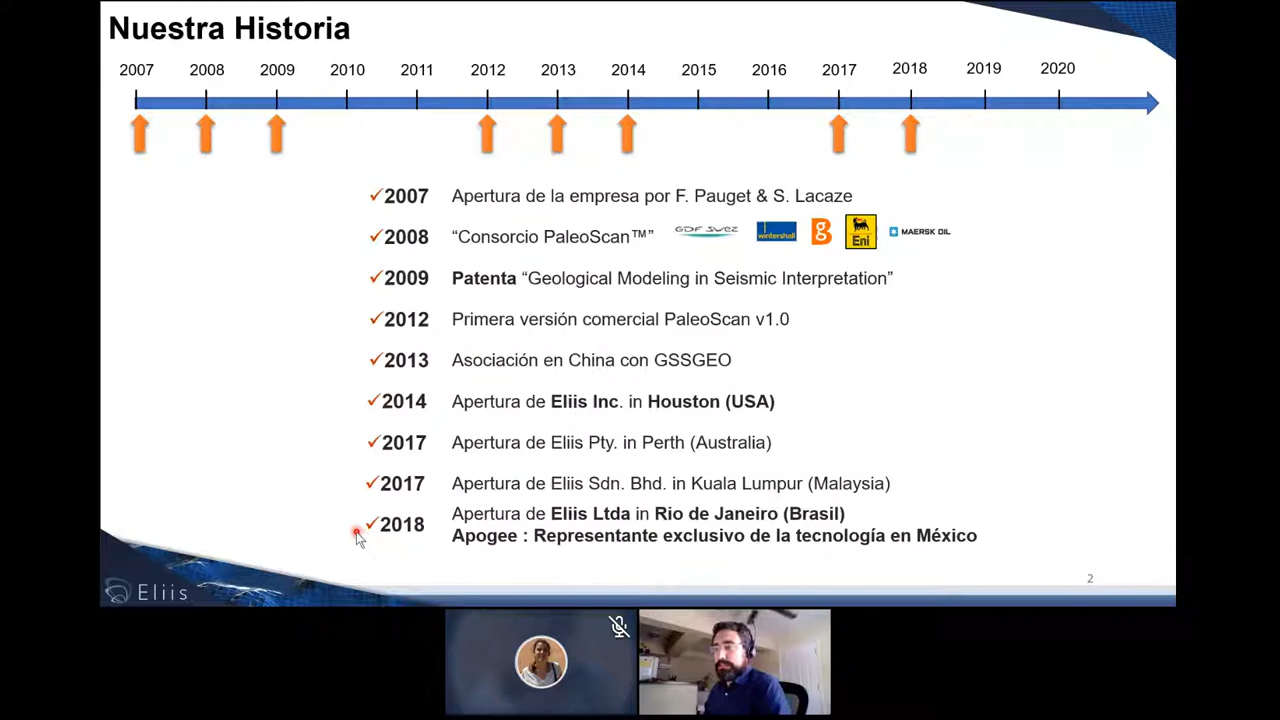 Nuestra Historia
2007 2008 2009 2010 2011 2012 2013 2014 2015 2016 2017 2018 2019 2020
✓2007 Apertura de la empresa por F. Pauget & S. Lacaze
✓2008 “Consorcio PaleoScan™” GDF SUEZ wintershall g Eni MAERSK OIL
✓2009 Patenta “Geological Modeling in Seismic Interpretation”
✓2012 Primera versión comercial PaleoScan v1.0
✓2013 Asociación en China con GSSGEO
✓2014 Apertura de Eliis Inc. in Houston (USA)
✓2017 Apertura de Eliis Pty. in Perth (Australia)
✓2017 Apertura de Eliis Sdn. Bhd. in Kuala Lumpur (Malaysia)
✓2018 Apertura de Eliis Ltda in Rio de Janeiro (Brasil)
Apogee : Representante exclusivo de la tecnología en México
2
Eliis